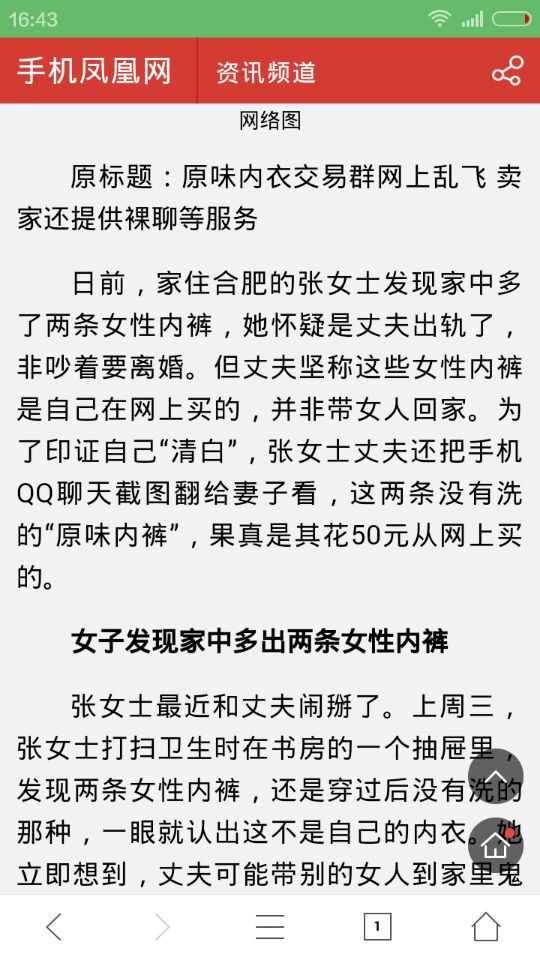 16:43
手机凤凰网 资讯频道
网络图
原标题：原味内衣交易群网上乱飞 卖
家还提供裸聊等服务
日前，家住合肥的张女士发现家中多
了两条女性内裤，她怀疑是丈夫出轨了，
非吵着要离婚。但丈夫坚称这些女性内裤
是自己在网上买的，并非带女人回家。为
了印证自己“清白”，张女士丈夫还把手机
QQ聊天截图翻给妻子看，这两条没有洗
的“原味内裤”，果真是其花50元从网上买
的。
女子发现家中多出两条女性内裤
张女士最近和丈夫闹掰了。上周三，
张女士打扫卫生时在书房的一个抽屉里，
发现两条女性内裤，还是穿过后没有洗的
那种，一眼就认出这不是自己的内衣。她
立即想到，丈夫可能带别的女人到家里鬼
1